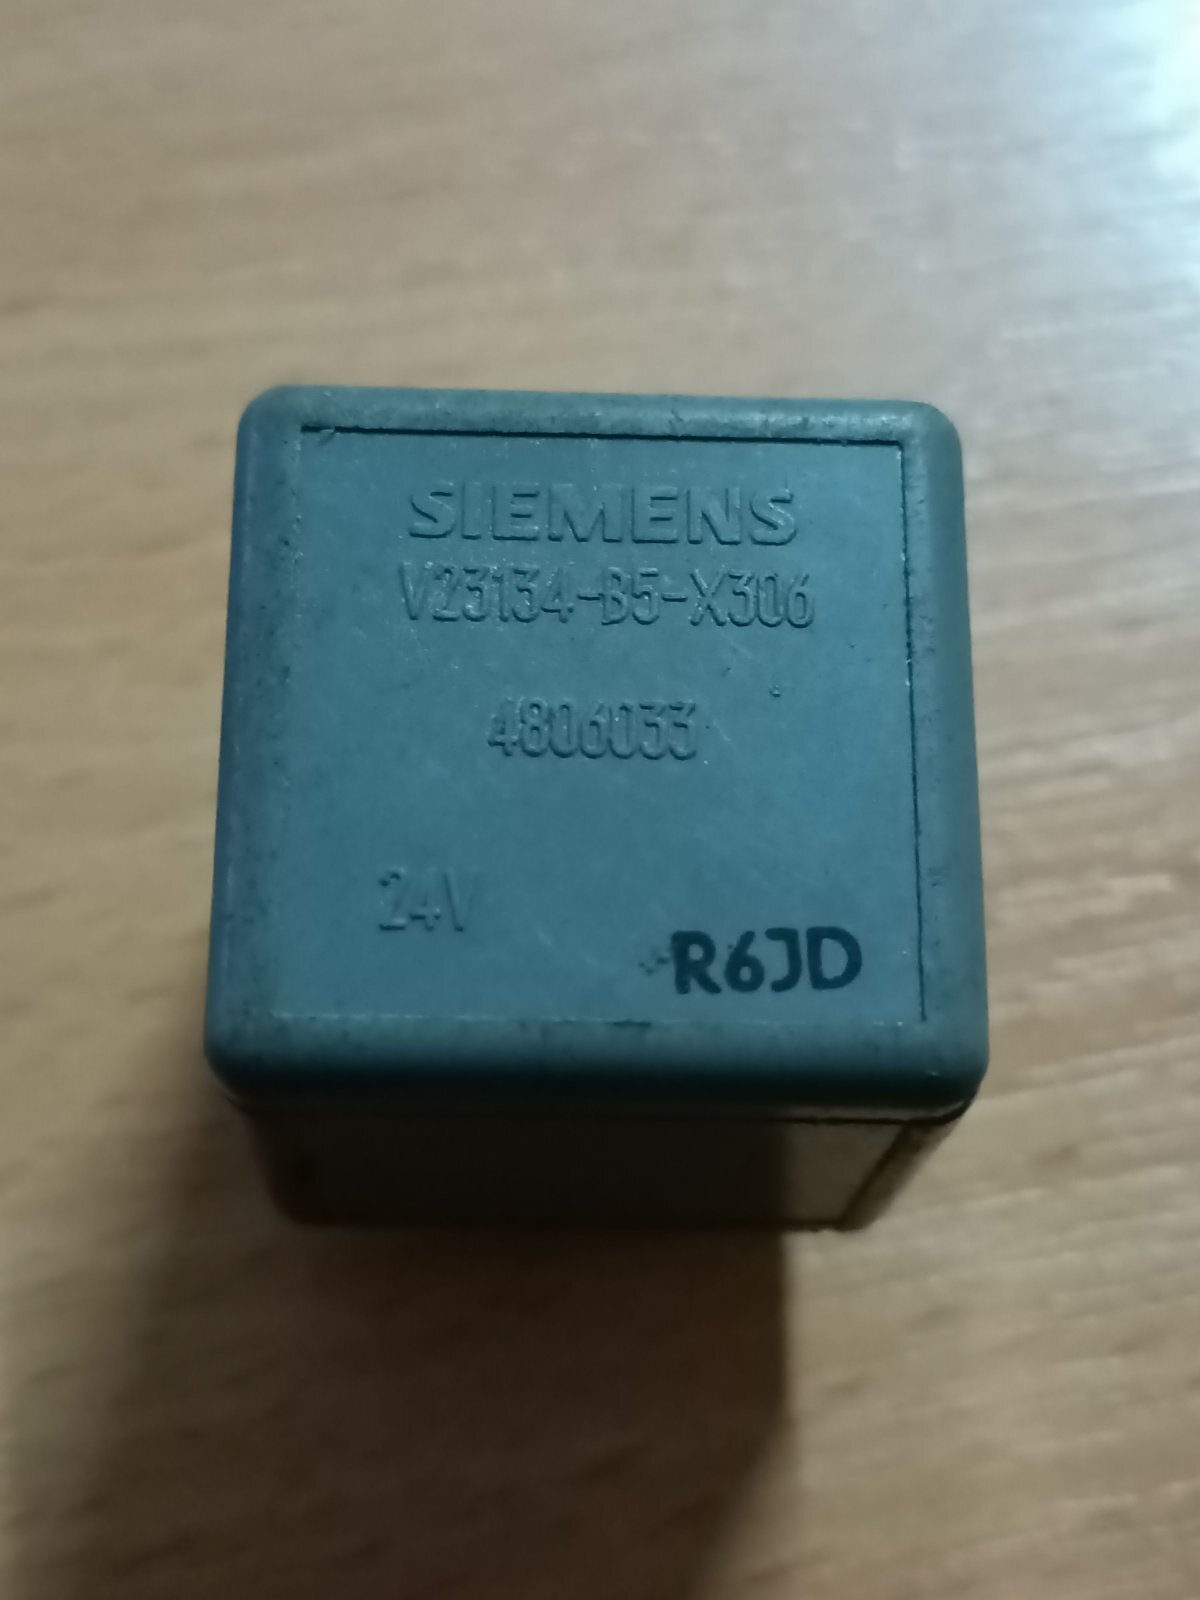 SIEMENS
V23134-B5-X306
4806033
24V
R6JD